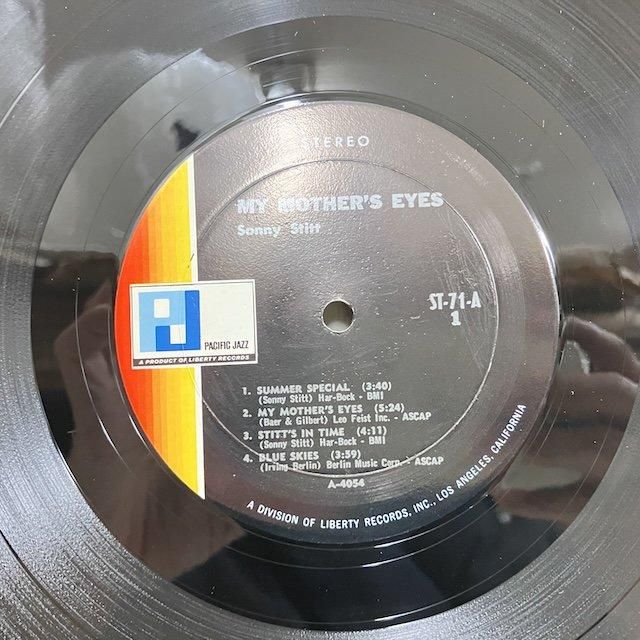 STEREO
MY MOTHER'S EYES
Sonny Stitt
ST-71-A
1
PJ
PACIFIC JAZZ
A PRODUCT OF LIBERTY RECORDS
1. SUMMER SPECIAL (3:40)
(Sonny Stitt) Har-Bock - BMI
2. MY MOTHER'S EYES (5:24)
(Baer & Gilbert) Leo Feist Inc. - ASCAP
3. STITT'S IN TIME (4:11)
(Sonny Stitt) Har-Bock - BMI
4. BLUE SKIES (3:59)
(Irving Berlin) Berlin Music Corp. - ASCAP
A-4054
A DIVISION OF LIBERTY RECORDS, INC., LOS ANGELES, CALIFORNIA